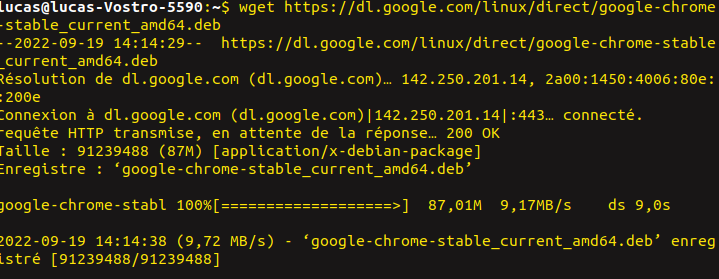 lucas@lucas-Vostro-5590:~$ wget https://dl.google.com/linux/direct/google-chrome
-stable_current_amd64.deb
--2022-09-19 14:14:29--  https://dl.google.com/linux/direct/google-chrome-stable
_current_amd64.deb
Résolution de dl.google.com (dl.google.com)… 142.250.201.14, 2a00:1450:4006:80e:
:200e
Connexion à dl.google.com (dl.google.com)|142.250.201.14|:443… connecté.
requête HTTP transmise, en attente de la réponse… 200 OK
Taille : 91239488 (87M) [application/x-debian-package]
Enregistre : ‘google-chrome-stable_current_amd64.deb’
google-chrome-stabl 100%[===================>]  87,01M  9,17MB/s    ds 9,0s
2022-09-19 14:14:38 (9,72 MB/s) - ‘google-chrome-stable_current_amd64.deb’ enreg
istré [91239488/91239488]